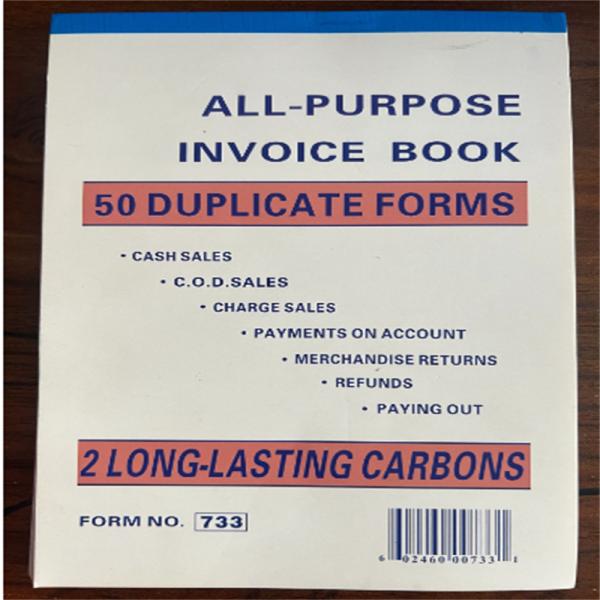 ALL-PURPOSE
INVOICE BOOK
50 DUPLICATE FORMS
• CASH SALES
• C.O.D.SALES
• CHARGE SALES
• PAYMENTS ON ACCOUNT
• MERCHANDISE RETURNS
• REFUNDS
• PAYING OUT
2 LONG-LASTING CARBONS
FORM NO. 733
6 02460 00733 1